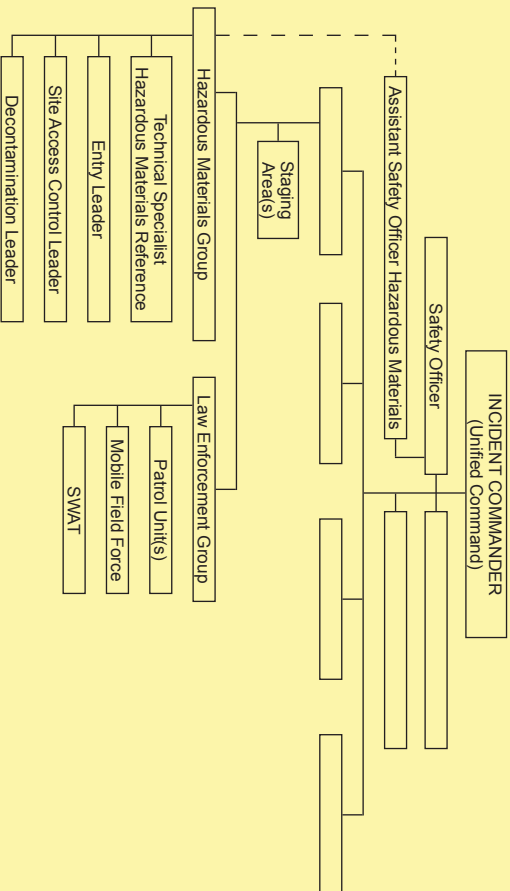 INCIDENT COMMANDER
(Unified Command)
Safety Officer
Assistant Safety Officer Hazardous Materials
Staging
Area(s)
Hazardous Materials Group
Law Enforcement Group
Technical Specialist
Hazardous Materials Reference
Entry Leader
Site Access Control Leader
Decontamination Leader
Patrol Unit(s)
Mobile Field Force
SWAT